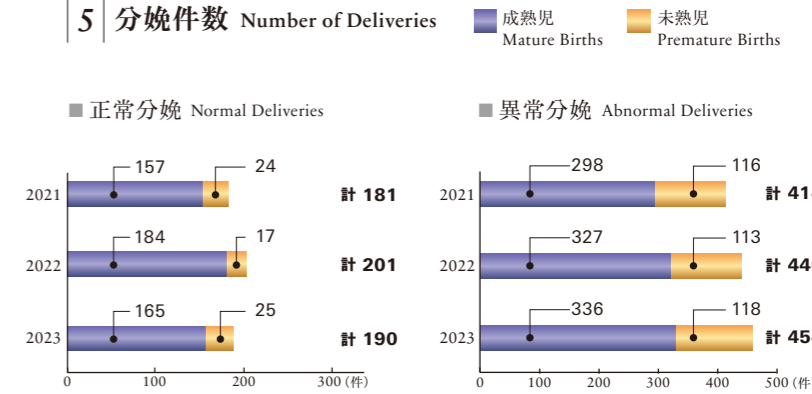 5 分娩件数 Number of Deliveries
成熟児
Mature Births
未熟児
Premature Births
■ 正常分娩 Normal Deliveries
157 24
2021 計 181
184 17
2022 計 201
165 25
2023 計 190
0 100 200 300 (件)
■ 異常分娩 Abnormal Deliveries
298 116
2021 計 41
327 113
2022 計 44
336 118
2023 計 45
0 100 200 300 400 500 (件